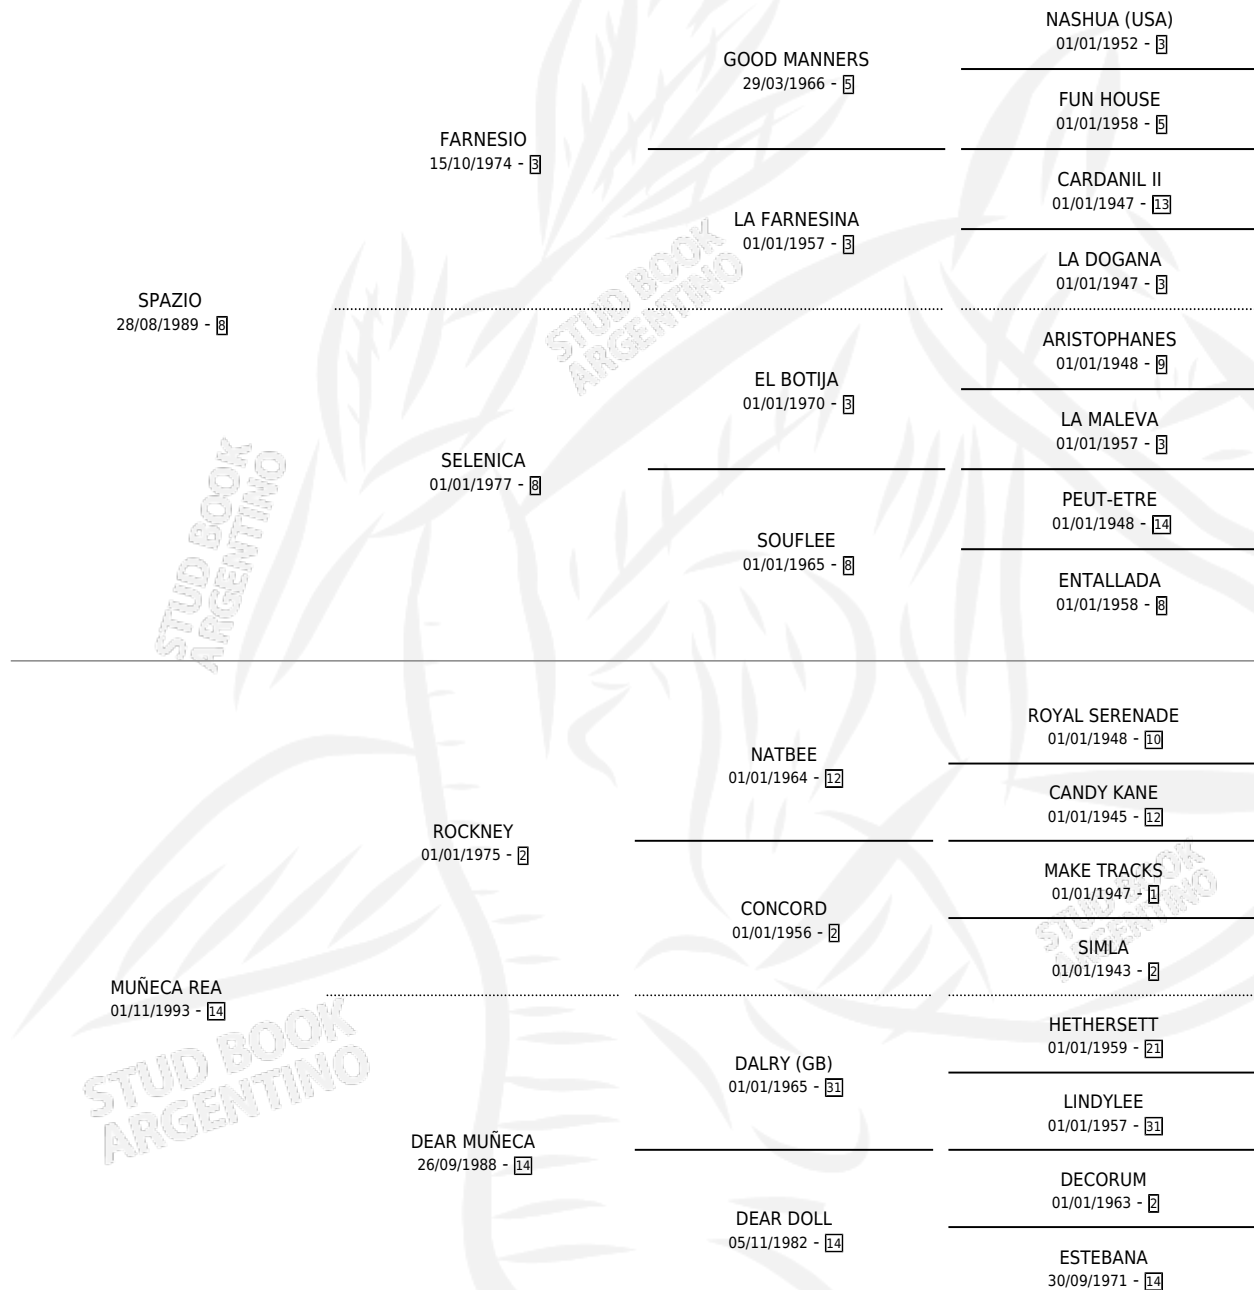 NASHUA (USA)
01/01/1952 - 3
GOOD MANNERS
29/03/1966 - 5
FUN HOUSE
01/01/1958 - 5
FARNESIO
15/10/1974 - 3
CARDANIL II
01/01/1947 - 13
LA FARNESINA
01/01/1957 - 3
LA DOGANA
01/01/1947 - 3
SPAZIO
28/08/1989 - 8
STUD BOOK
ARGENTINO
ARISTOPHANES
01/01/1948 - 9
EL BOTIJA
01/01/1970 - 3
LA MALEVA
01/01/1957 - 3
SELENICA
01/01/1977 - 8
PEUT-ETRE
01/01/1948 - 14
SOUFLEE
01/01/1965 - 8
ENTALLADA
01/01/1958 - 8
STUD BOOK
ARGENTINO
ROYAL SERENADE
01/01/1948 - 10
NATBEE
01/01/1964 - 12
CANDY KANE
01/01/1945 - 12
ROCKNEY
01/01/1975 - 2
MAKE TRACKS
01/01/1947 - 1
CONCORD
01/01/1956 - 2
SIMLA
01/01/1943 - 2
STUD BOOK
ARGENTINO
MUÑECA REA
01/11/1993 - 14
HETHERSETT
01/01/1959 - 21
DALRY (GB)
01/01/1965 - 31
LINDYLEE
01/01/1957 - 31
STUD BOOK
ARGENTINO
DEAR MUÑECA
26/09/1988 - 14
DECORUM
01/01/1963 - 2
DEAR DOLL
05/11/1982 - 14
ESTEBANA
30/09/1971 - 14